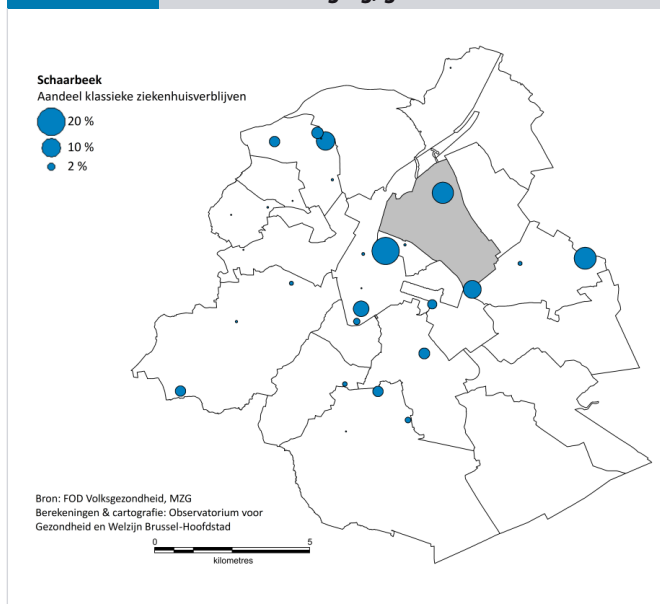 Schaarbeek
Aandeel klassieke ziekenhuisverblijven
20 %
10 %
2 %
Bron: FOD Volksgezondheid, MZG
Berekeningen & cartografie: Observatorium voor
Gezondheid en Welzijn Brussel-Hoofdstad
0 5
kilometres